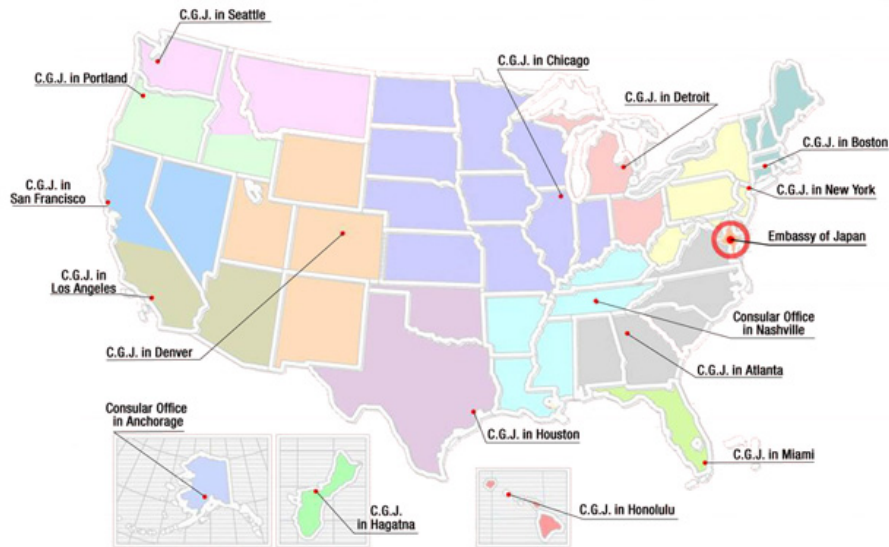 C.G.J. in Seattle
C.G.J. in Portland
C.G.J. in Chicago
C.G.J. in Detroit
C.G.J. in Boston
C.G.J. in
San Francisco
C.G.J. in New York
Embassy of Japan
C.G.J. in
Los Angeles
Consular Office
in Nashville
C.G.J. in Denver
C.G.J. in Atlanta
Consular Office
in Anchorage
C.G.J. in Houston
C.G.J. in Miami
C.G.J.
in Hagatna
C.G.J. in Honolulu